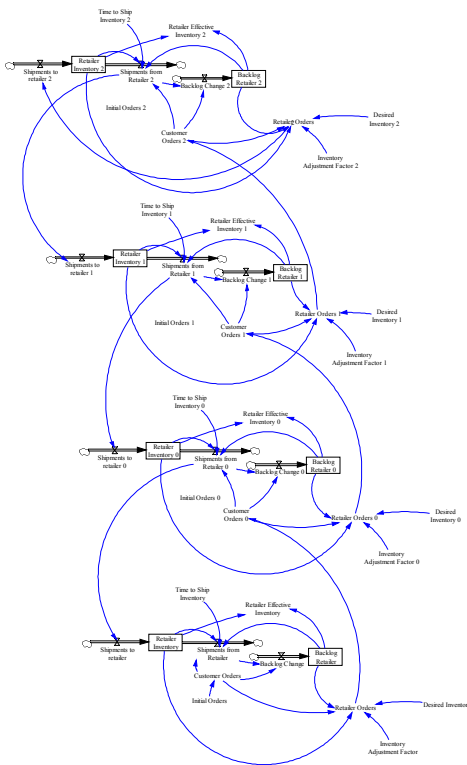 Time to Ship
Inventory 2
Retailer Effective
Inventory 2
Shipments to
retailer 2
Retailer
Inventory 2
Shipments from
Retailer 2
Backlog Change 2
Backlog
Retailer 2
Initial Orders 2
Customer
Orders 2
Retailer Orders
2
Desired
Inventory 2
Inventory
Adjustment Factor 2
Time to Ship
Inventory 1
Retailer Effective
Inventory 1
Shipments to
retailer 1
Retailer
Inventory 1
Shipments from
Retailer 1
Backlog Change 1
Backlog
Retailer 1
Initial Orders 1
Customer
Orders 1
Retailer Orders 1
Desired
Inventory 1
Inventory
Adjustment Factor 1
Time to Ship
Inventory 0
Retailer Effective
Inventory 0
Shipments to
retailer 0
Retailer
Inventory 0
Shipments from
Retailer 0
Backlog Change 0
Backlog
Retailer 0
Initial Orders 0
Customer
Orders 0
Retailer Orders 0
Desired
Inventory 0
Inventory
Adjustment Factor 0
Time to Ship
Inventory
Retailer Effective
Inventory
Shipments to
retailer
Retailer
Inventory
Shipments from
Retailer
Backlog Change
Backlog
Retailer
Customer Orders
Initial Orders
Retailer Orders
Desired Inventor
Inventory
Adjustment Factor